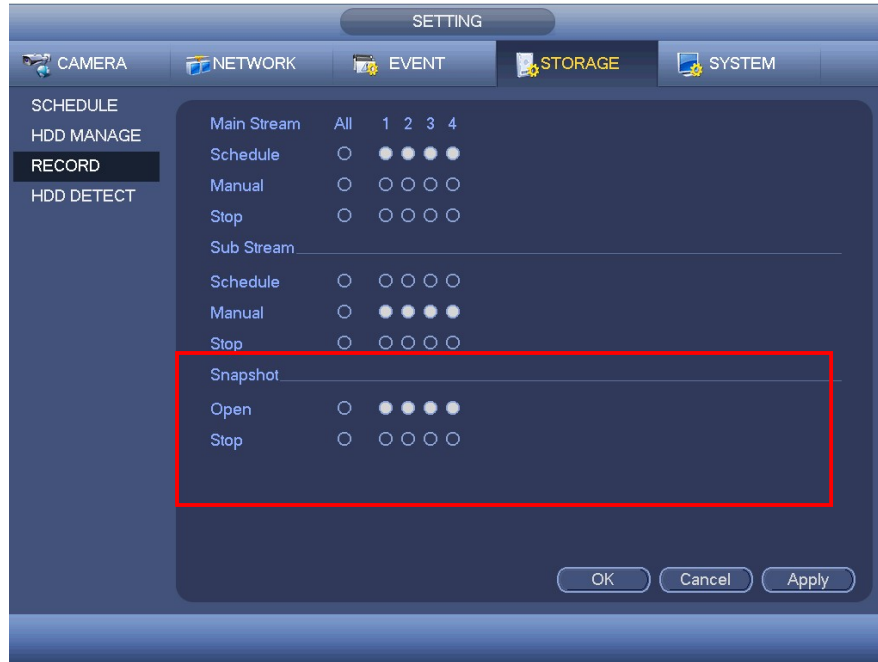 SETTING
CAMERA NETWORK EVENT STORAGE SYSTEM
SCHEDULE
HDD MANAGE
RECORD
HDD DETECT
Main Stream All 1 2 3 4
Schedule
Manual
Stop
Sub Stream
Schedule
Manual
Stop
Snapshot
Open
Stop
OK Cancel Apply